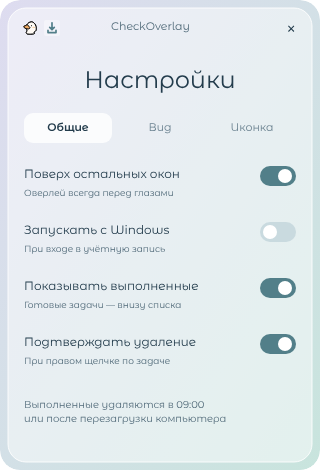 CheckOverlay
×
Настройки
Общие Вид Иконка
Поверх остальных окон
Оверлей всегда перед глазами
Запускать с Windows
При входе в учётную запись
Показывать выполненные
Готовые задачи — внизу списка
Подтверждать удаление
При правом щелчке по задаче
Выполненные удаляются в 09:00
или после перезагрузки компьютера